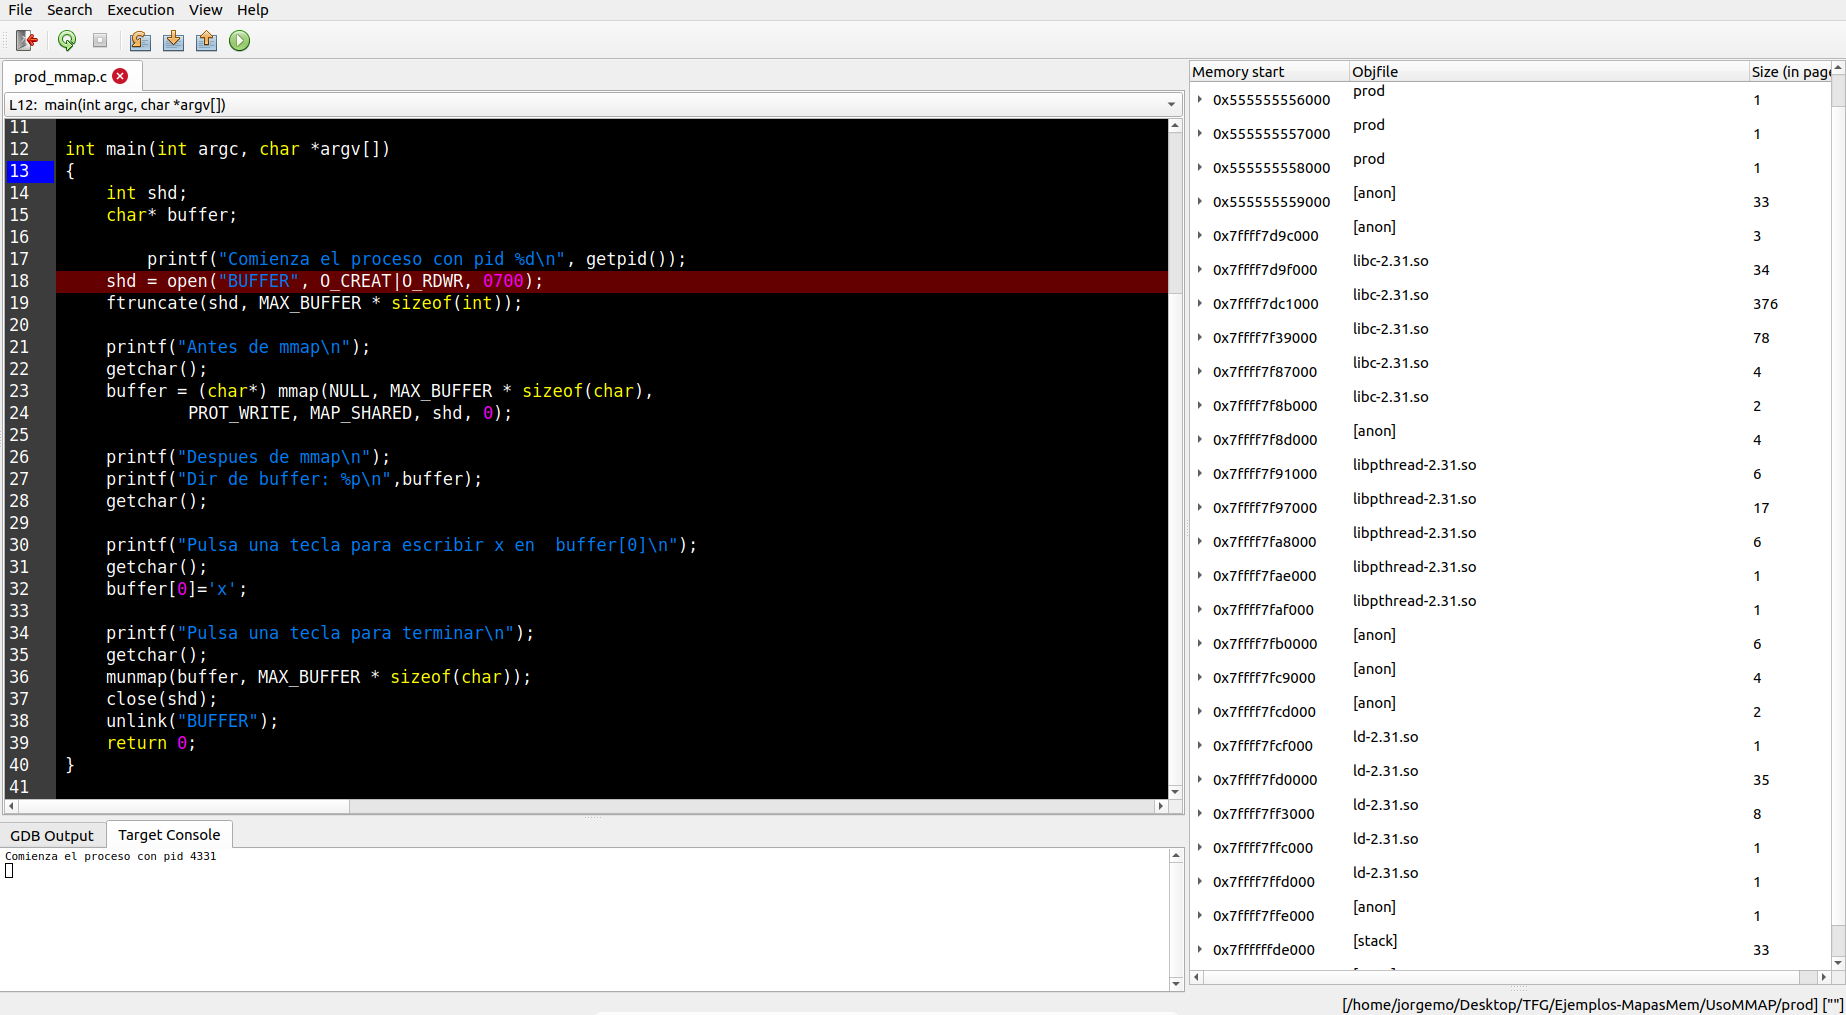 File Search Execution View Help
prod_mmap.c
L12: main(int argc, char *argv[])
11
12 int main(int argc, char *argv[])
13 {
14     int shd;
15     char* buffer;
16
17         printf("Comienza el proceso con pid %d\n", getpid());
18     shd = open("BUFFER", O_CREAT|O_RDWR, 0700);
19     ftruncate(shd, MAX_BUFFER * sizeof(int));
20
21     printf("Antes de mmap\n");
22     getchar();
23     buffer = (char*) mmap(NULL, MAX_BUFFER * sizeof(char),
24             PROT_WRITE, MAP_SHARED, shd, 0);
25
26     printf("Despues de mmap\n");
27     printf("Dir de buffer: %p\n",buffer);
28     getchar();
29
30     printf("Pulsa una tecla para escribir x en  buffer[0]\n");
31     getchar();
32     buffer[0]='x';
33
34     printf("Pulsa una tecla para terminar\n");
35     getchar();
36     munmap(buffer, MAX_BUFFER * sizeof(char));
37     close(shd);
38     unlink("BUFFER");
39     return 0;
40 }
41
GDB Output Target Console
Comienza el proceso con pid 4331
Memory start Objfile Size (in page
0x555555556000 prod 1
0x555555557000 prod 1
0x555555558000 prod 1
0x555555559000 [anon] 33
0x7ffff7d9c000 [anon] 3
0x7ffff7d9f000 libc-2.31.so 34
0x7ffff7dc1000 libc-2.31.so 376
0x7ffff7f39000 libc-2.31.so 78
0x7ffff7f87000 libc-2.31.so 4
0x7ffff7f8b000 libc-2.31.so 2
0x7ffff7f8d000 [anon] 4
0x7ffff7f91000 libpthread-2.31.so 6
0x7ffff7f97000 libpthread-2.31.so 17
0x7ffff7fa8000 libpthread-2.31.so 6
0x7ffff7fae000 libpthread-2.31.so 1
0x7ffff7faf000 libpthread-2.31.so 1
0x7ffff7fb0000 [anon] 6
0x7ffff7fc9000 [anon] 4
0x7ffff7fcd000 [anon] 2
0x7ffff7fcf000 ld-2.31.so 1
0x7ffff7fd0000 ld-2.31.so 35
0x7ffff7ff3000 ld-2.31.so 8
0x7ffff7ffc000 ld-2.31.so 1
0x7ffff7ffd000 ld-2.31.so 1
0x7ffff7ffe000 [anon] 1
0x7ffffffde000 [stack] 33
[/home/jorgemo/Desktop/TFG/Ejemplos-MapasMem/UsoMMAP/prod] [""]